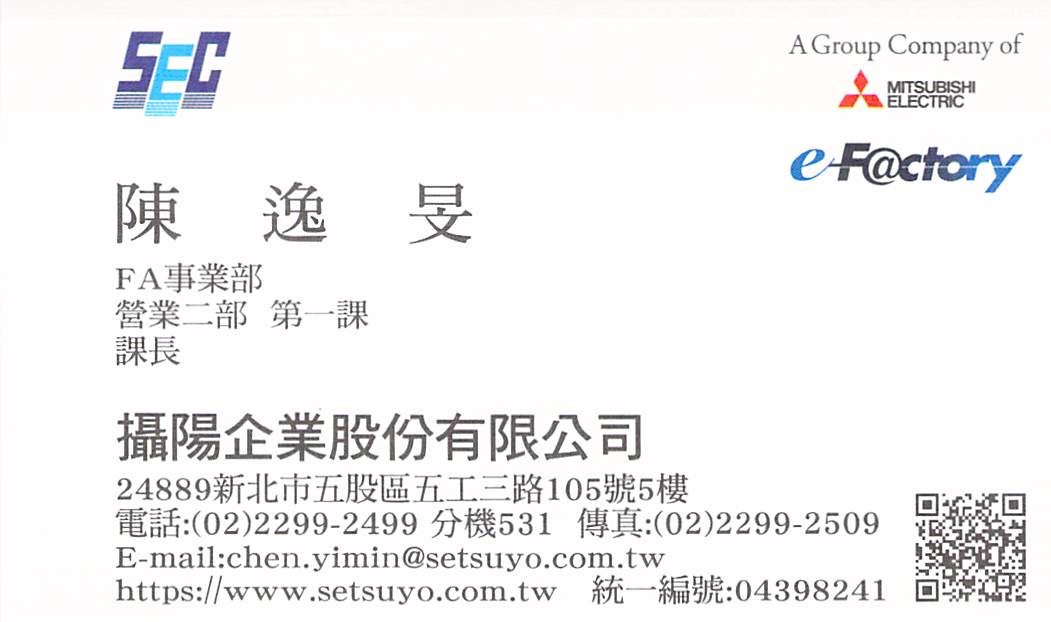 SEC
A Group Company of
MITSUBISHI
ELECTRIC
e-F@ctory
陳 逸 旻
FA事業部
營業二部 第一課
課長
攝陽企業股份有限公司
24889新北市五股區五工三路105號5樓
電話:(02)2299-2499 分機531 傳真:(02)2299-2509
E-mail:chen.yimin@setsuyo.com.tw
https://www.setsuyo.com.tw 統一編號:04398241